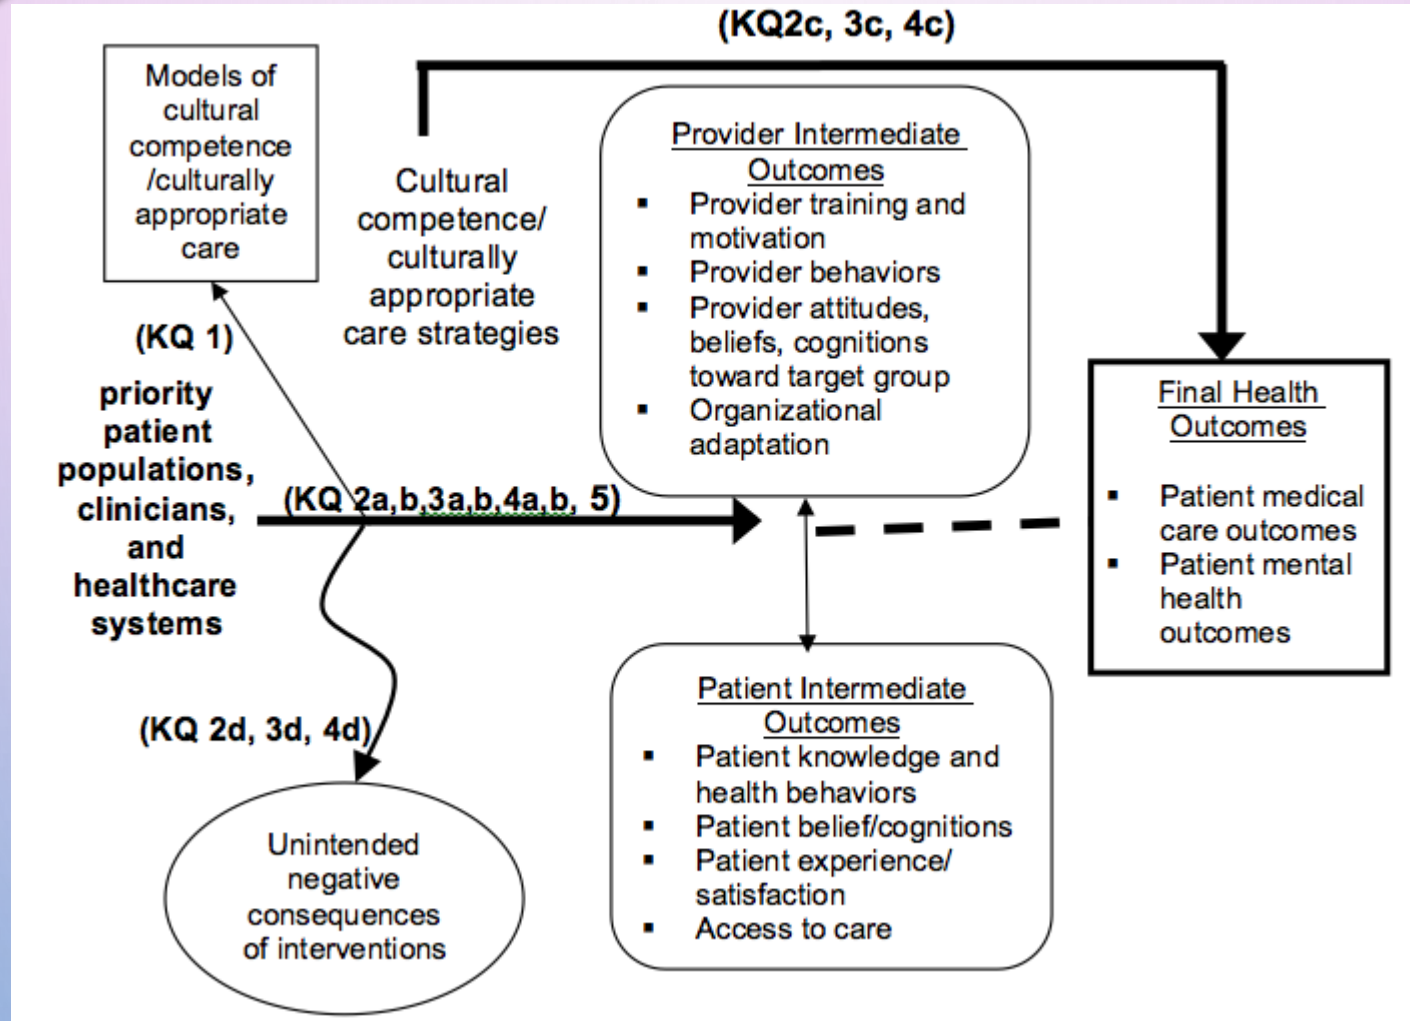 (KQ2c, 3c, 4c)
Models of
cultural
competence
/culturally
appropriate
care
Cultural
competence/
culturally
appropriate
care strategies
Provider Intermediate
Outcomes
▪ Provider training and
motivation
▪ Provider behaviors
▪ Provider attitudes,
beliefs, cognitions
toward target group
▪ Organizational
adaptation
(KQ 1)
priority
patient
populations,
clinicians,
and
healthcare
systems
(KQ 2a,b,3a,b,4a,b, 5)
Final Health
Outcomes
▪ Patient medical
care outcomes
▪ Patient mental
health
outcomes
(KQ 2d, 3d, 4d)
Patient Intermediate
Outcomes
▪ Patient knowledge and
health behaviors
▪ Patient belief/cognitions
▪ Patient experience/
satisfaction
▪ Access to care
Unintended
negative
consequences
of interventions